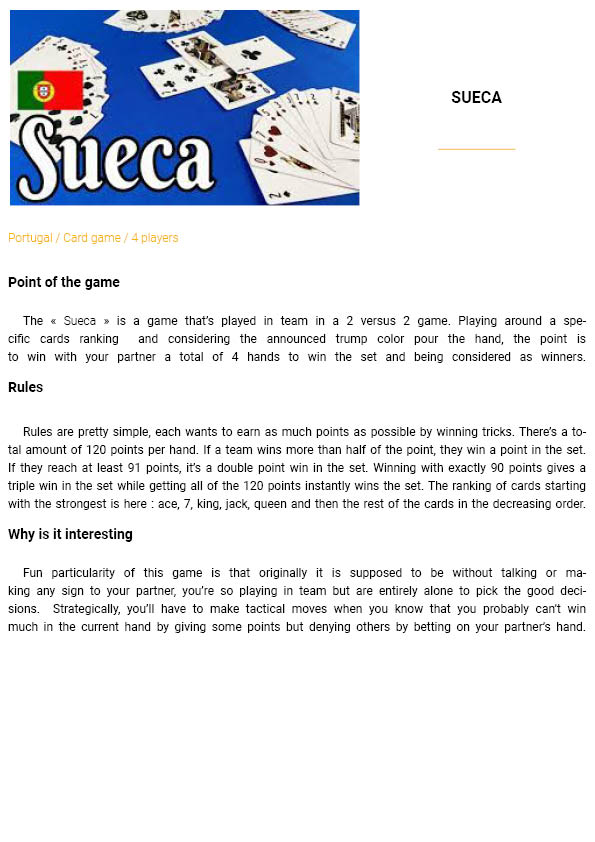 Sueca
SUECA
Portugal / Card game / 4 players
Point of the game
The « Sueca » is a game that's played in team in a 2 versus 2 game. Playing around a spe-
cific cards ranking and considering the announced trump color pour the hand, the point is
to win with your partner a total of 4 hands to win the set and being considered as winners.
Rules
Rules are pretty simple, each wants to earn as much points as possible by winning tricks. There's a to-
tal amount of 120 points per hand. If a team wins more than half of the point, they win a point in the set.
If they reach at least 91 points, it's a double point win in the set. Winning with exactly 90 points gives a
triple win in the set while getting all of the 120 points instantly wins the set. The ranking of cards starting
with the strongest is here : ace, 7, king, jack, queen and then the rest of the cards in the decreasing order.
Why is it interesting
Fun particularity of this game is that originally it is supposed to be without talking or ma-
king any sign to your partner, you're so playing in team but are entirely alone to pick the good deci-
sions. Strategically, you'll have to make tactical moves when you know that you probably can't win
much in the current hand by giving some points but denying others by betting on your partner's hand.